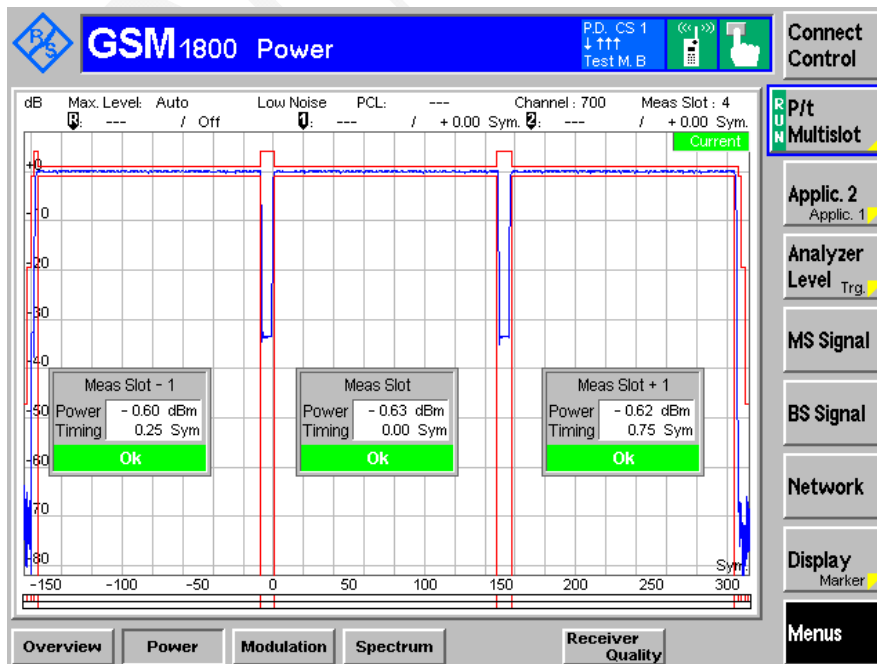 R/S
GSM 1800 Power
P.D. CS 1
↓ ↑↑↑
Test M. B
Connect Control
dB Max. Level: Auto Low Noise PCL: --- Channel : 700 Meas Slot : 4
R: --- / Off 1: --- / + 0.00 Sym. 2: --- / + 0.00 Sym.
Current
RUN
P/t Multislot
Applic. 2
Applic. 1
Analyzer Level Trg.
MS Signal
BS Signal
Network
Display
Marker
Menus
+0
-10
-20
-30
-40
-50
-60
-70
-80
Meas Slot - 1
Power - 0.60 dBm
Timing 0.25 Sym
Ok
Meas Slot
Power - 0.63 dBm
Timing 0.00 Sym
Ok
Meas Slot + 1
Power - 0.62 dBm
Timing 0.75 Sym
Ok
Sym.
-150 -100 -50 0 50 100 150 200 250 300
Overview Power Modulation Spectrum Receiver Quality